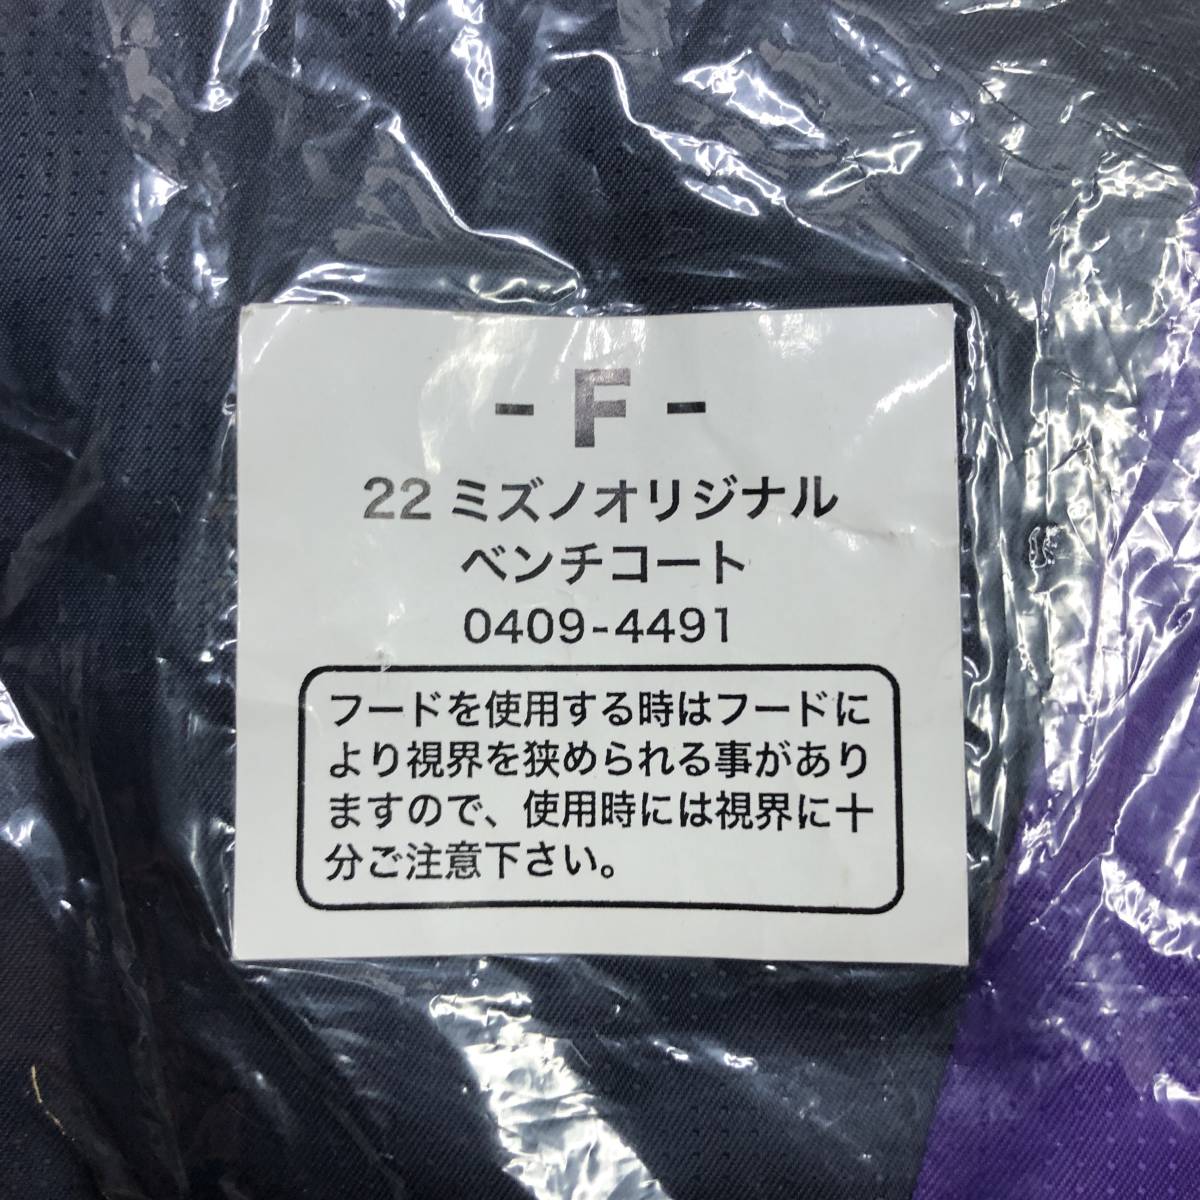 - F -
22 ミズノオリジナル
ベンチコート
0409-4491
フードを使用する時はフードに
より視界を狭められる事があり
ますので、使用時には視界に十
分ご注意下さい。